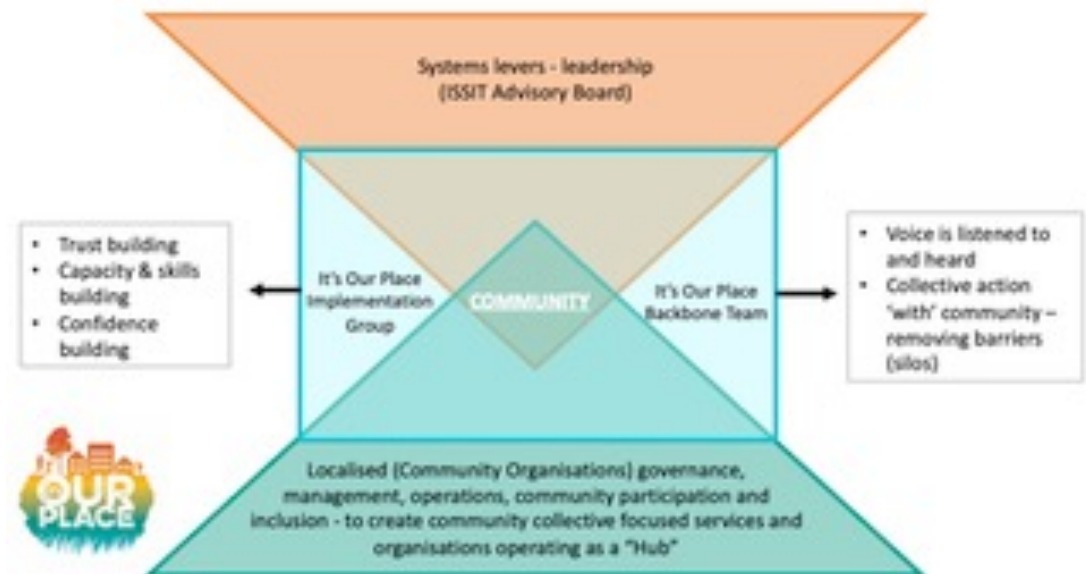 Systems levers - leadership
(ISSIT Advisory Board)
• Trust building
• Capacity & skills
building
• Confidence
building
It's Our Place
Implementation
Group
COMMUNITY
It's Our Place
Backbone Team
• Voice is listened to
and heard
• Collective action
'with' community –
removing barriers
(silos)
OUR
PLACE
Localised (Community Organisations) governance,
management, operations, community participation and
inclusion - to create community collective focused services and
organisations operating as a "Hub"